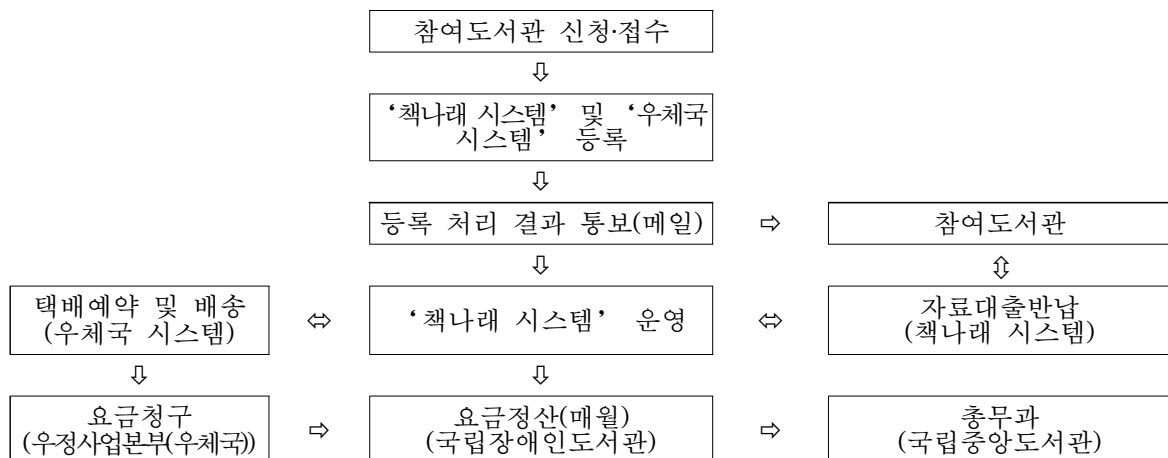 참여도서관 신청·접수
⇩
‘책나래 시스템’ 및 ‘우체국
시스템’ 등록
⇩
등록 처리 결과 통보(메일) ⇨ 참여도서관
⇩ ⇳
택배예약 및 배송
(우체국 시스템) ⇔ ‘책나래 시스템’ 운영 ⇔ 자료대출반납
(책나래 시스템)
⇩ ⇩
요금청구
(우정사업본부(우체국)) ⇨ 요금정산(매월)
(국립장애인도서관) ⇨ 총무과
(국립중앙도서관)